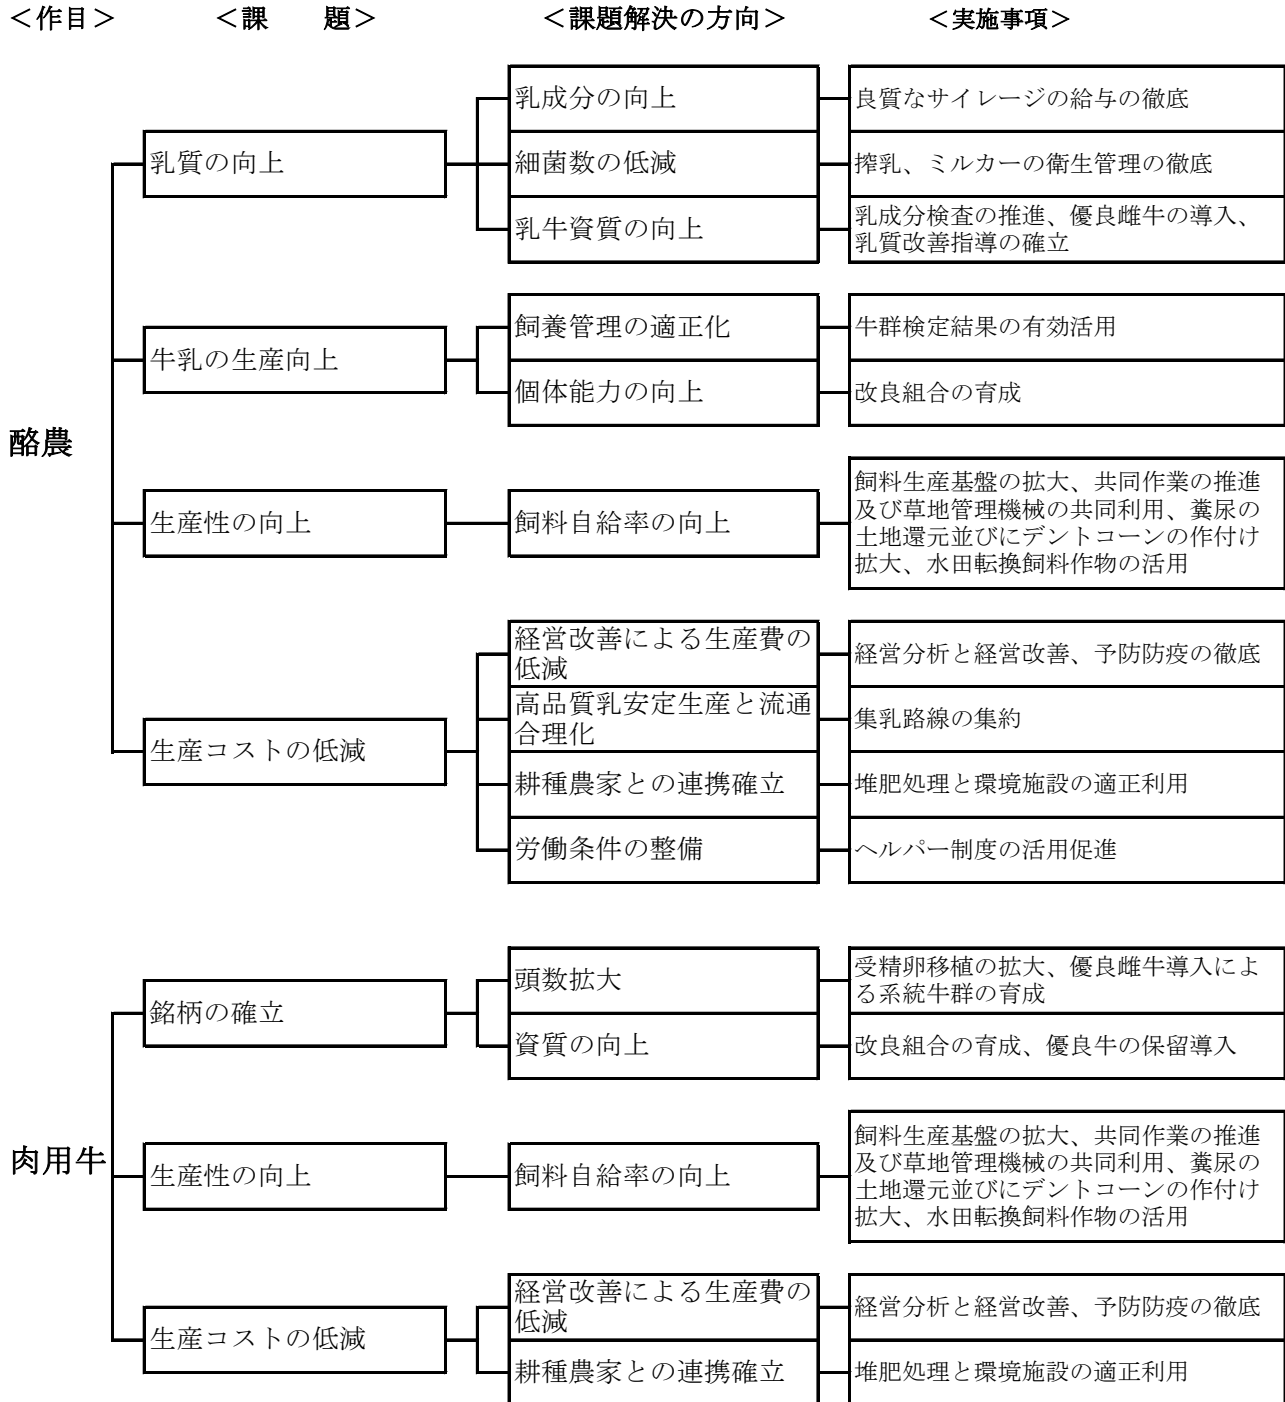 ＜作目＞ ＜課　　題＞ ＜課題解決の方向＞ ＜実施事項＞
酪農
乳質の向上
乳成分の向上
良質なサイレージの給与の徹底
細菌数の低減
搾乳、ミルカーの衛生管理の徹底
乳牛資質の向上
乳成分検査の推進、優良雌牛の導入、
乳質改善指導の確立
牛乳の生産向上
飼養管理の適正化
牛群検定結果の有効活用
個体能力の向上
改良組合の育成
生産性の向上
飼料自給率の向上
飼料生産基盤の拡大、共同作業の推進
及び草地管理機械の共同利用、糞尿の
土地還元並びにデントコーンの作付け
拡大、水田転換飼料作物の活用
生産コストの低減
経営改善による生産費の
低減
経営分析と経営改善、予防防疫の徹底
高品質乳安定生産と流通
合理化
集乳路線の集約
耕種農家との連携確立
堆肥処理と環境施設の適正利用
労働条件の整備
ヘルパー制度の活用促進
肉用牛
銘柄の確立
頭数拡大
受精卵移植の拡大、優良雌牛導入によ
る系統牛群の育成
資質の向上
改良組合の育成、優良牛の保留導入
生産性の向上
飼料自給率の向上
飼料生産基盤の拡大、共同作業の推進
及び草地管理機械の共同利用、糞尿の
土地還元並びにデントコーンの作付け
拡大、水田転換飼料作物の活用
生産コストの低減
経営改善による生産費の
低減
経営分析と経営改善、予防防疫の徹底
耕種農家との連携確立
堆肥処理と環境施設の適正利用